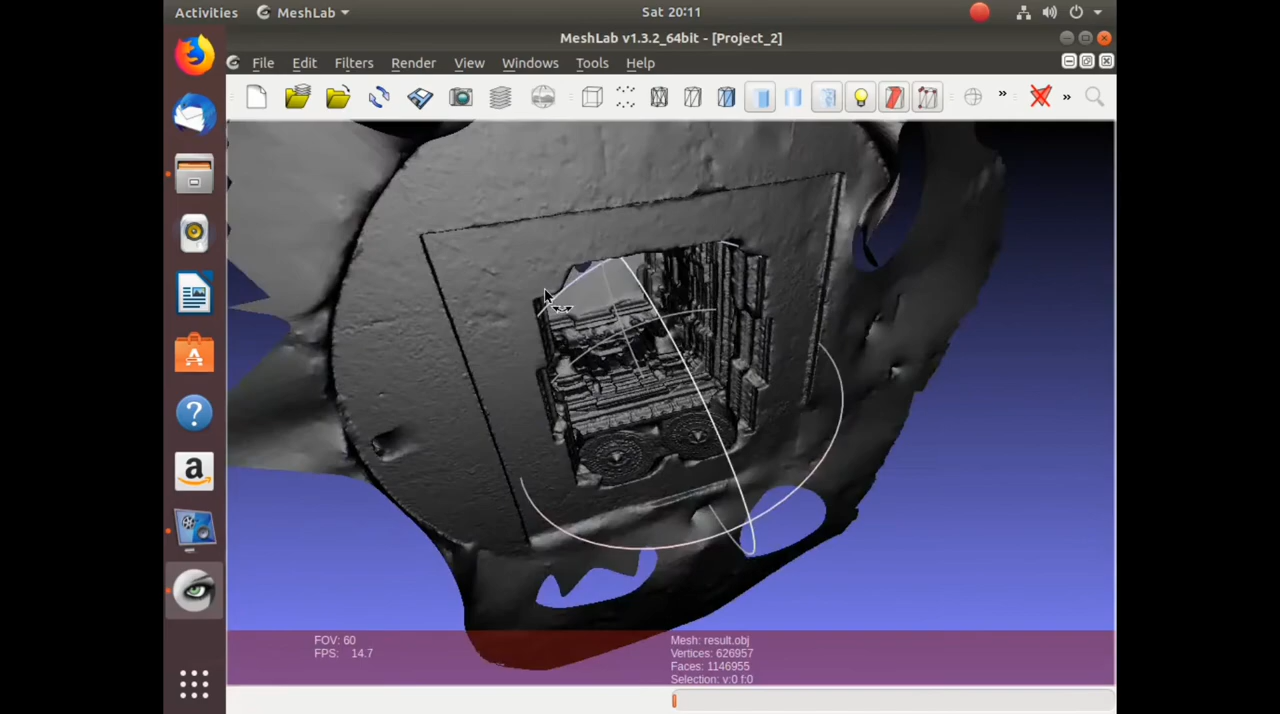 Activities MeshLab Sat 20:11
MeshLab v1.3.2_64bit - [Project_2]
File Edit Filters Render View Windows Tools Help
FOV: 60
FPS: 14.7
Mesh: result.obj
Vertices: 626957
Faces: 1146955
Selection: v:0 f:0